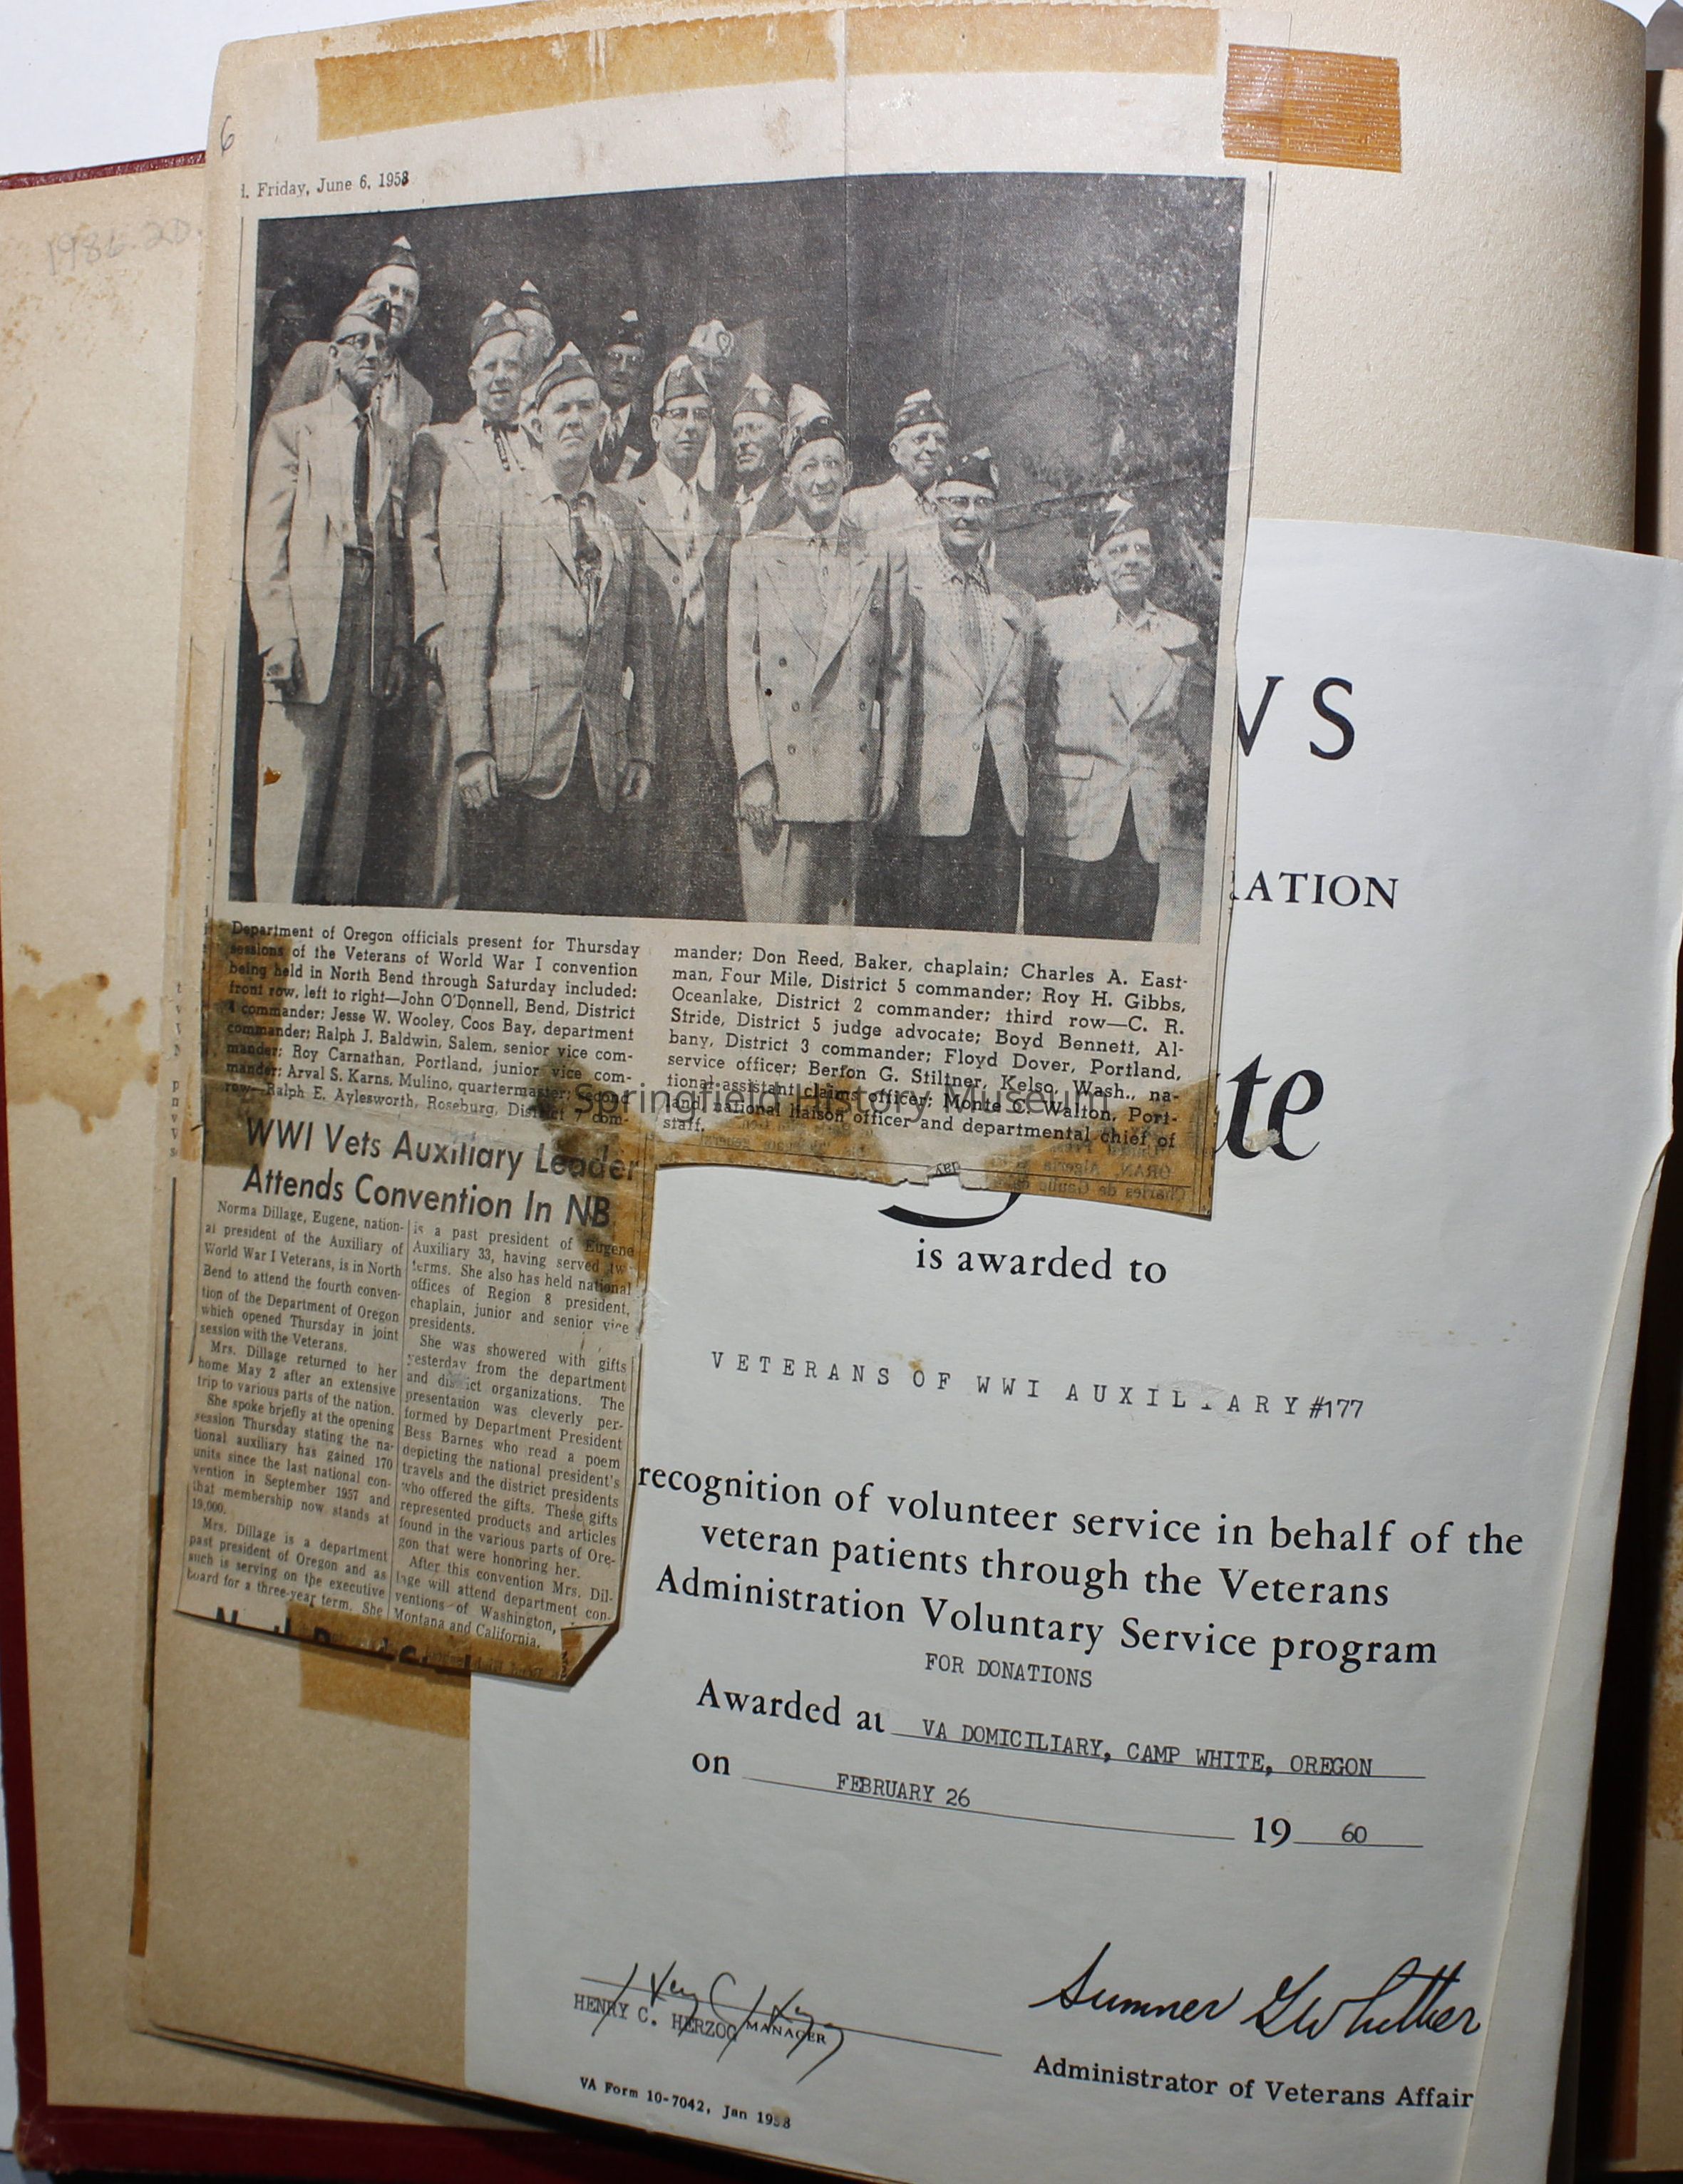 6
Friday, June 6, 1958
1986 2D.
Department of Oregon officials present for Thursday
sessions of the Veterans of World War I convention
being held in North Bend through Saturday included:
front row, left to right—John O'Donnell, Bend, District
4 commander; Jesse W. Wooley, Coos Bay, department
commander; Ralph J. Baldwin, Salem, senior vice com-
mander; Roy Carnathan, Portland, junior vice com-
mander; Arval S. Karns, Mulino, quartermaster; second
row—Ralph E. Aylesworth, Roseburg, District 7 com-
mander; Don Reed, Baker, chaplain; Charles A. East-
man, Four Mile, District 5 commander; Roy H. Gibbs,
Oceanlake, District 2 commander; third row—C. R.
Stride, District 5 judge advocate; Boyd Bennett, Al-
bany, District 3 commander; Floyd Dover, Portland,
service officer; Berfon G. Stiltner, Kelso, Wash., na-
tional assistant claims officer; Monte C. Walton, Port-
land, national liaison officer and departmental chief of
staff.
Springfield History Museum
WWI Vets Auxiliary Leader
Attends Convention In NB
Norma Dillage, Eugene, nation-
al president of the Auxiliary of
World War I Veterans, is in North
Bend to attend the fourth conven-
tion of the Department of Oregon
which opened Thursday in joint
session with the Veterans.
Mrs. Dillage returned to her
home May 2 after an extensive
trip to various parts of the nation.
She spoke briefly at the opening
session Thursday stating the na-
tional auxiliary has gained 170
units since the last national con-
vention in September 1957 and
that membership now stands at
19,000.
Mrs. Dillage is a department
past president of Oregon and as
such is serving on the executive
board for a three-year term. She
is a past president of Eugene
Auxiliary 33, having served tw-
terms. She also has held national
offices of Region 8 president,
chaplain, junior and senior vice
presidents.
She was showered with gifts
yesterday from the department
and district organizations. The
presentation was cleverly per-
formed by Department President
Bess Barnes who read a poem
depicting the national president's
travels and the district presidents
who offered the gifts. These gifts
represented products and articles
found in the various parts of Ore-
gon that were honoring her.
After this convention Mrs. Dil-
lage will attend department con-
ventions of Washington,
Montana and California.
VS
RATION
te
is awarded to
VETERANS OF WWI AUXILIARY #177
recognition of volunteer service in behalf of the
veteran patients through the Veterans
Administration Voluntary Service program
FOR DONATIONS
Awarded at VA DOMICILIARY, CAMP WHITE, OREGON
on FEBRUARY 26 19 60
HENRY C. HERZOG MANAGER
Sumner G Whittier
Administrator of Veterans Affair
VA Form 10-7042, Jan 1958